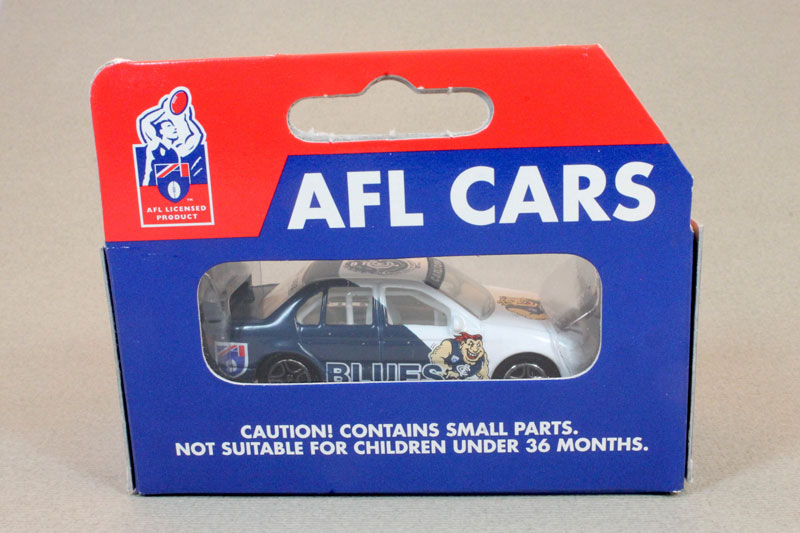 AFL LICENSED
PRODUCT
AFL CARS
BLUES
CAUTION! CONTAINS SMALL PARTS.
NOT SUITABLE FOR CHILDREN UNDER 36 MONTHS.